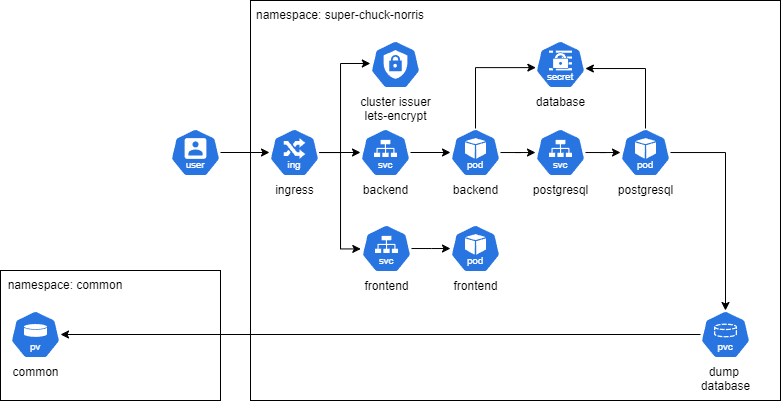 namespace: super-chuck-norris
cluster issuer
lets-encrypt
secret
database
user
ing
ingress
svc
backend
pod
backend
svc
postgresql
pod
postgresql
svc
frontend
pod
frontend
namespace: common
pv
common
pvc
dump
database